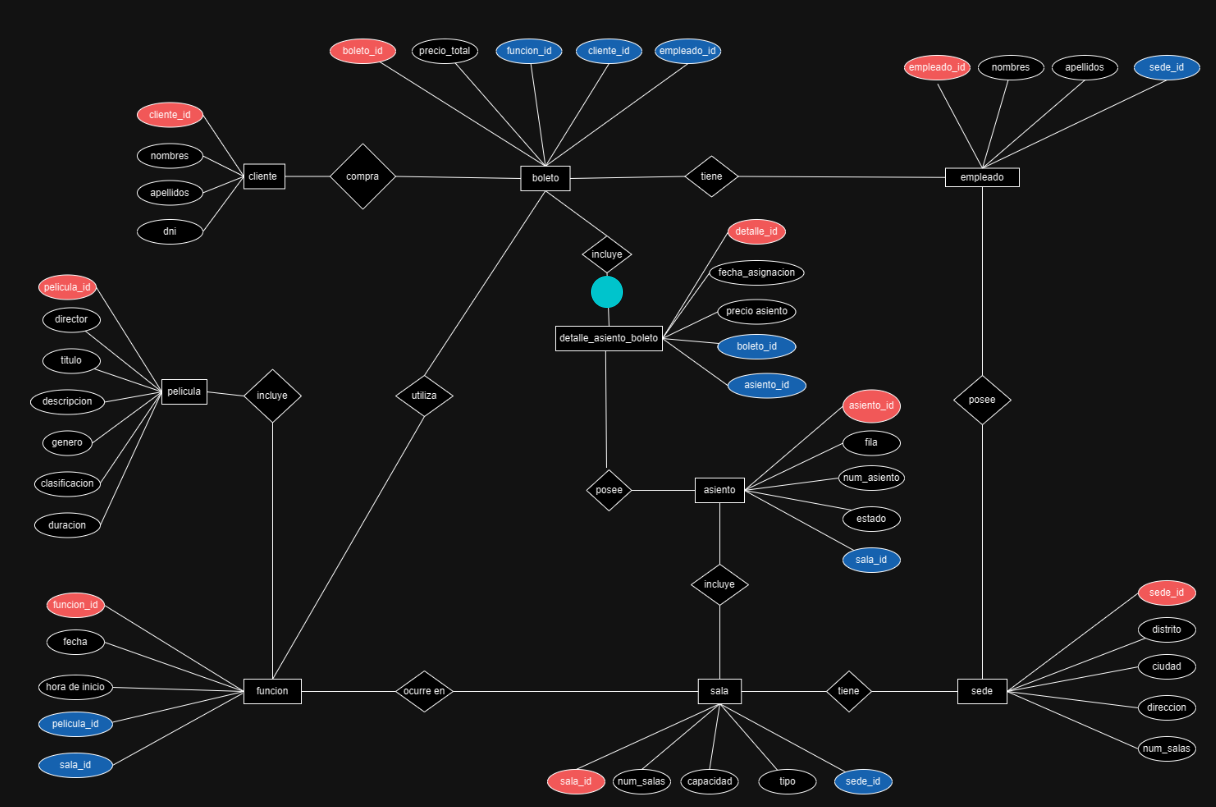 boleto_id
precio_total
funcion_id
cliente_id
empleado_id
empleado_id
nombres
apellidos
sede_id
cliente_id
nombres
apellidos
dni
cliente
compra
boleto
tiene
empleado
incluye
detalle_id
fecha_asignacion
precio asiento
boleto_id
asiento_id
detalle_asiento_boleto
pelicula_id
director
titulo
descripcion
genero
clasificacion
duracion
pelicula
incluye
utiliza
posee
asiento_id
fila
num_asiento
estado
sala_id
posee
asiento
incluye
funcion_id
fecha
hora de inicio
pelicula_id
sala_id
funcion
ocurre en
sala
tiene
sede
sede_id
distrito
ciudad
direccion
num_salas
sala_id
num_salas
capacidad
tipo
sede_id